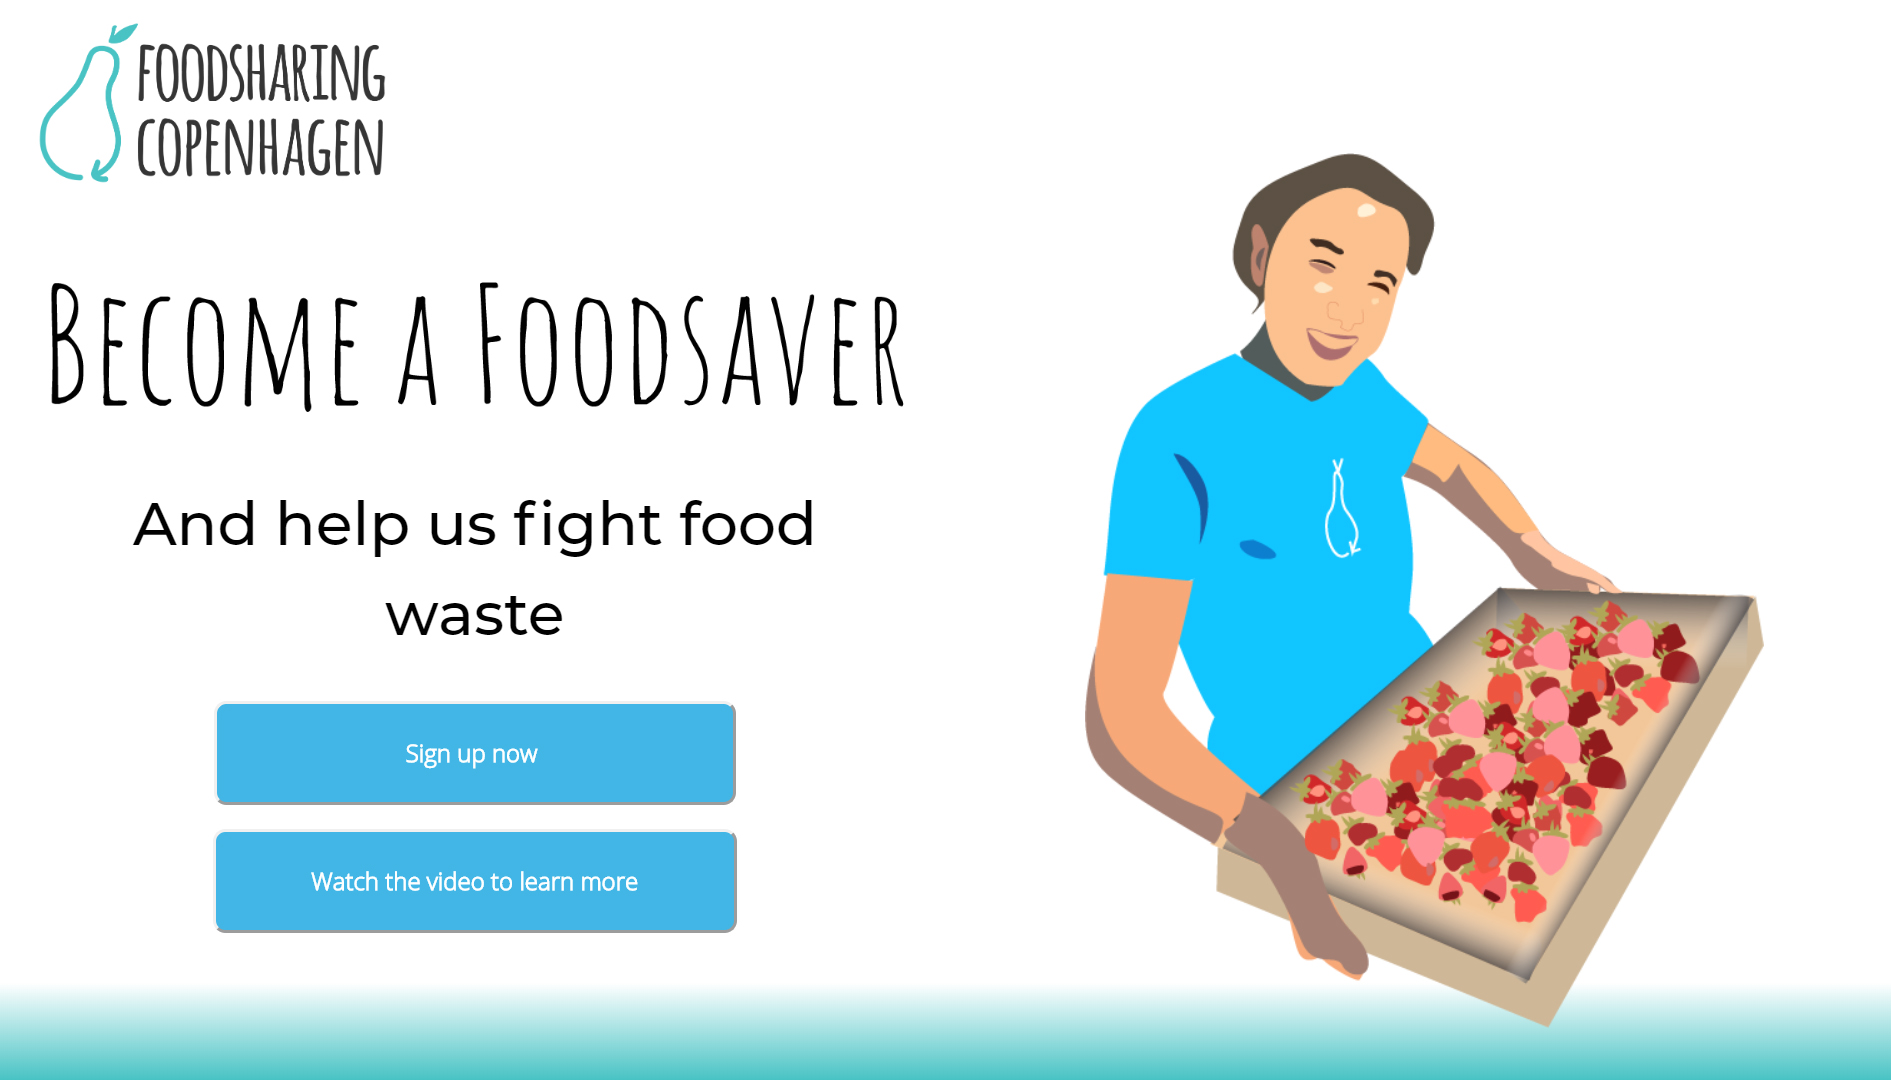 FOODSHARING
COPENHAGEN
BECOME A FOODSAVER
And help us fight food
waste
Sign up now
Watch the video to learn more